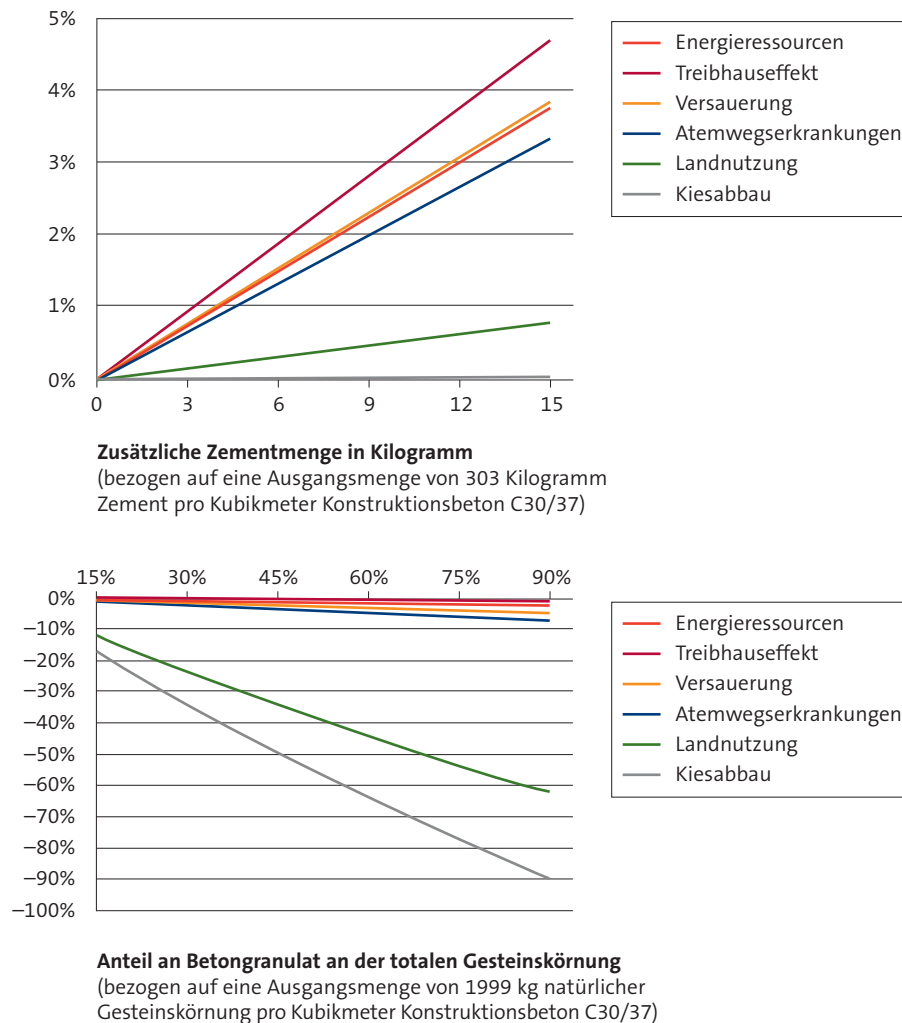 5%
4%
3%
2%
1%
0%
0 3 6 9 12 15
Energieressourcen
Treibhauseffekt
Versauerung
Atemwegserkrankungen
Landnutzung
Kiesabbau
Zusätzliche Zementmenge in Kilogramm
(bezogen auf eine Ausgangsmenge von 303 Kilogramm
Zement pro Kubikmeter Konstruktionsbeton C30/37)
15% 30% 45% 60% 75% 90%
0%
–10%
–20%
–30%
–40%
–50%
–60%
–70%
–80%
–90%
–100%
Energieressourcen
Treibhauseffekt
Versauerung
Atemwegserkrankungen
Landnutzung
Kiesabbau
Anteil an Betongranulat an der totalen Gesteinskörnung
(bezogen auf eine Ausgangsmenge von 1999 kg natürlicher
Gesteinskörnung pro Kubikmeter Konstruktionsbeton C30/37)